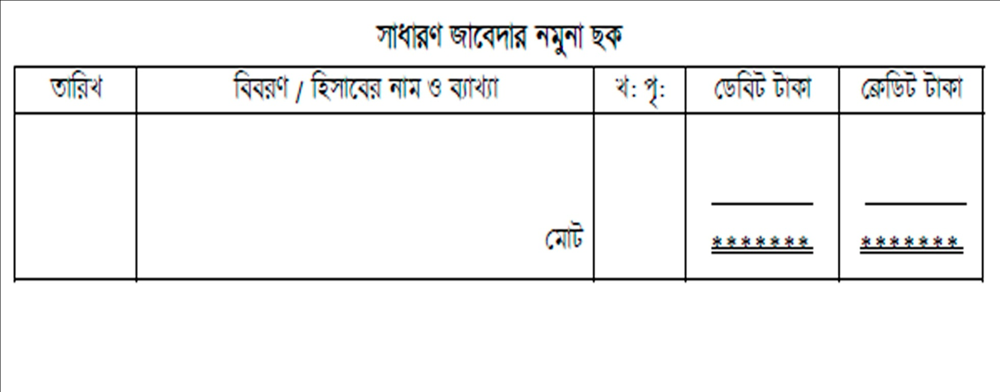 সাধারণ জাবেদার নমুনা ছক
তারিখ বিবরণ / হিসাবের নাম ও ব্যাখ্যা খ: পৃ: ডেবিট টাকা ক্রেডিট টাকা
মোট ******* *******